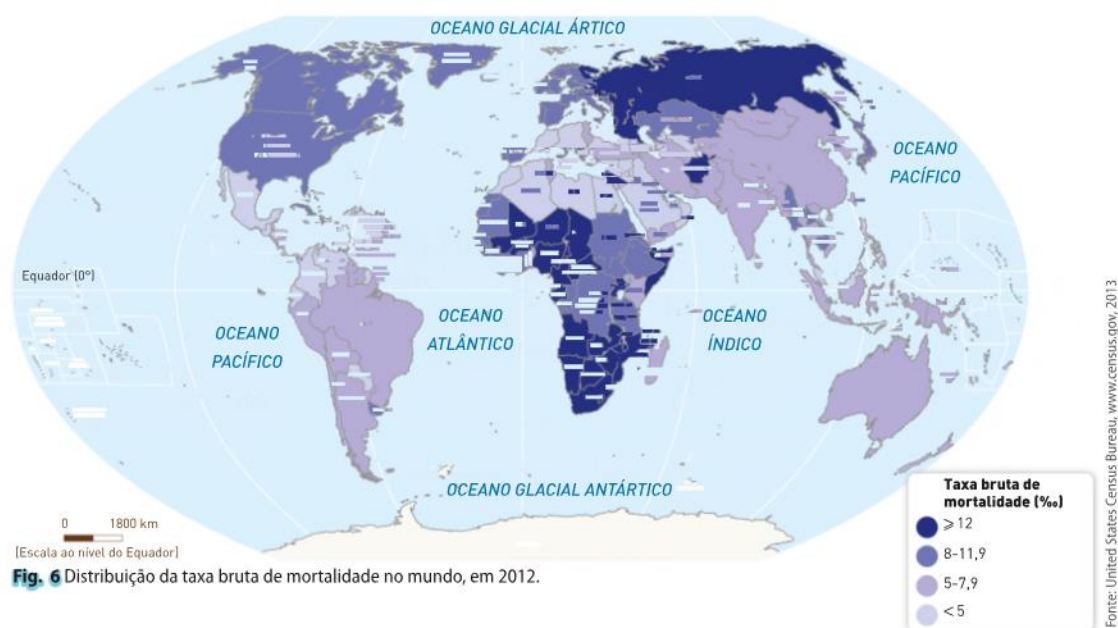 OCEANO GLACIAL ÁRTICO
OCEANO
PACÍFICO
Equador (0°)
OCEANO
PACÍFICO
OCEANO
ATLÂNTICO
OCEANO
ÍNDICO
OCEANO GLACIAL ANTÁRTICO
0 1800 km
[Escala ao nível do Equador]
Taxa bruta de
mortalidade (‰)
⩾ 12
8-11,9
5-7,9
< 5
Fig. 6 Distribuição da taxa bruta de mortalidade no mundo, em 2012.
Fonte: United States Census Bureau, www.census.gov, 2013